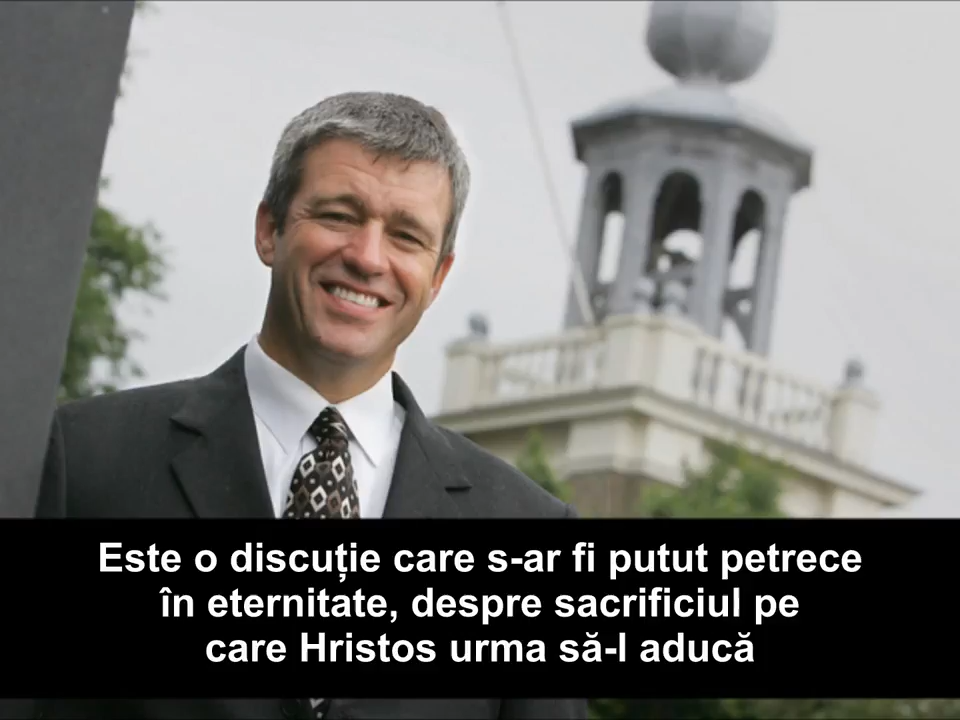 Este o discuție care s-ar fi putut petrece
în eternitate, despre sacrificiul pe
care Hristos urma să-l aducă